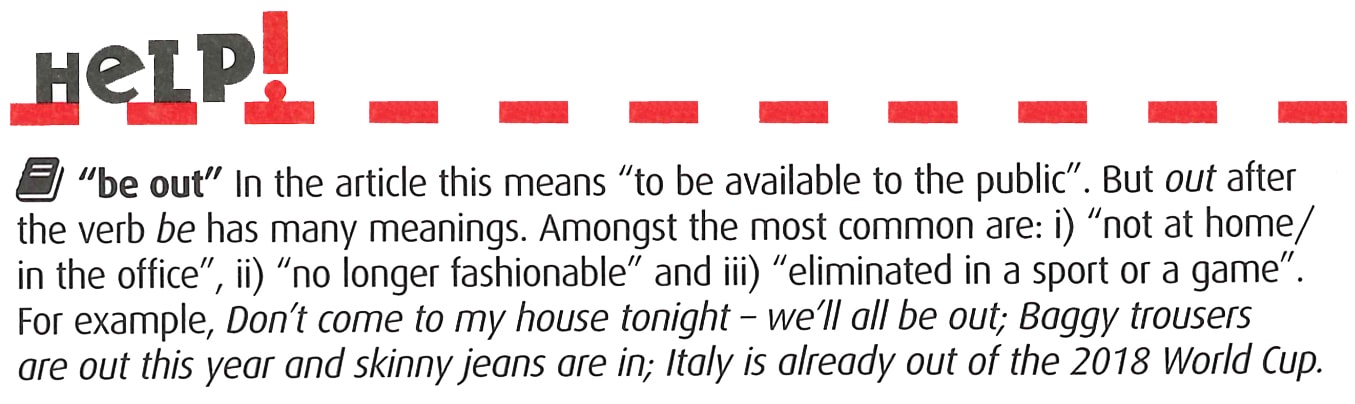 HeLP!
“be out” In the article this means “to be available to the public”. But out after
the verb be has many meanings. Amongst the most common are: i) “not at home/
in the office”, ii) “no longer fashionable” and iii) “eliminated in a sport or a game”.
For example, Don’t come to my house tonight – we’ll all be out; Baggy trousers
are out this year and skinny jeans are in; Italy is already out of the 2018 World Cup.